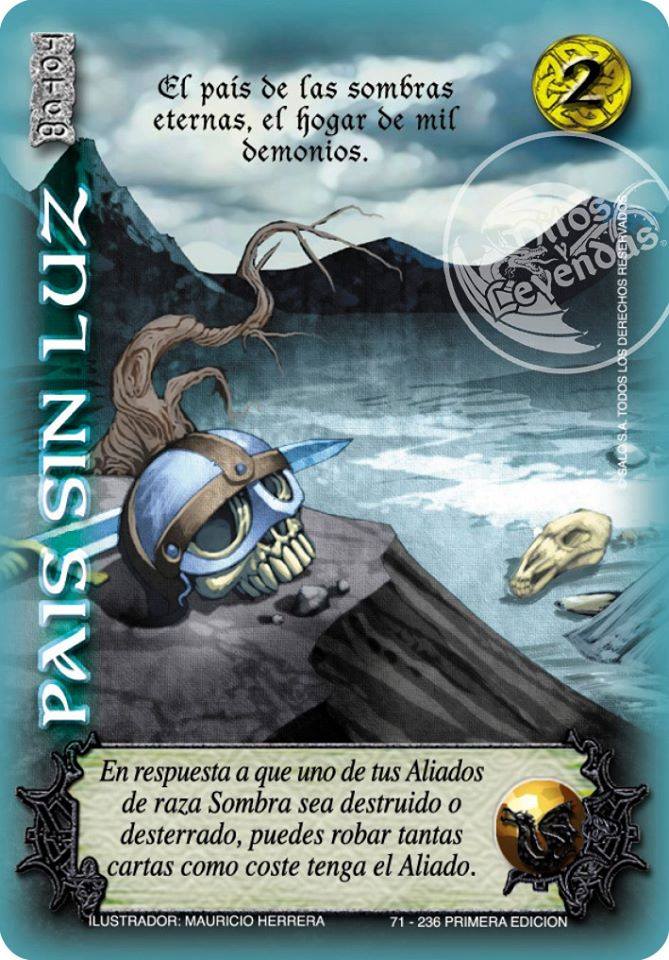 El país de las sombras
eternas, el hogar de mil
demonios.
2
PAIS SIN LUZ
Mitos
y
Leyendas®
©SALO S.A. TODOS LOS DERECHOS RESERVADOS
En respuesta a que uno de tus Aliados
de raza Sombra sea destruido o
desterrado, puedes robar tantas
cartas como coste tenga el Aliado.
ILUSTRADOR: MAURICIO HERRERA
71 - 236 PRIMERA EDICION